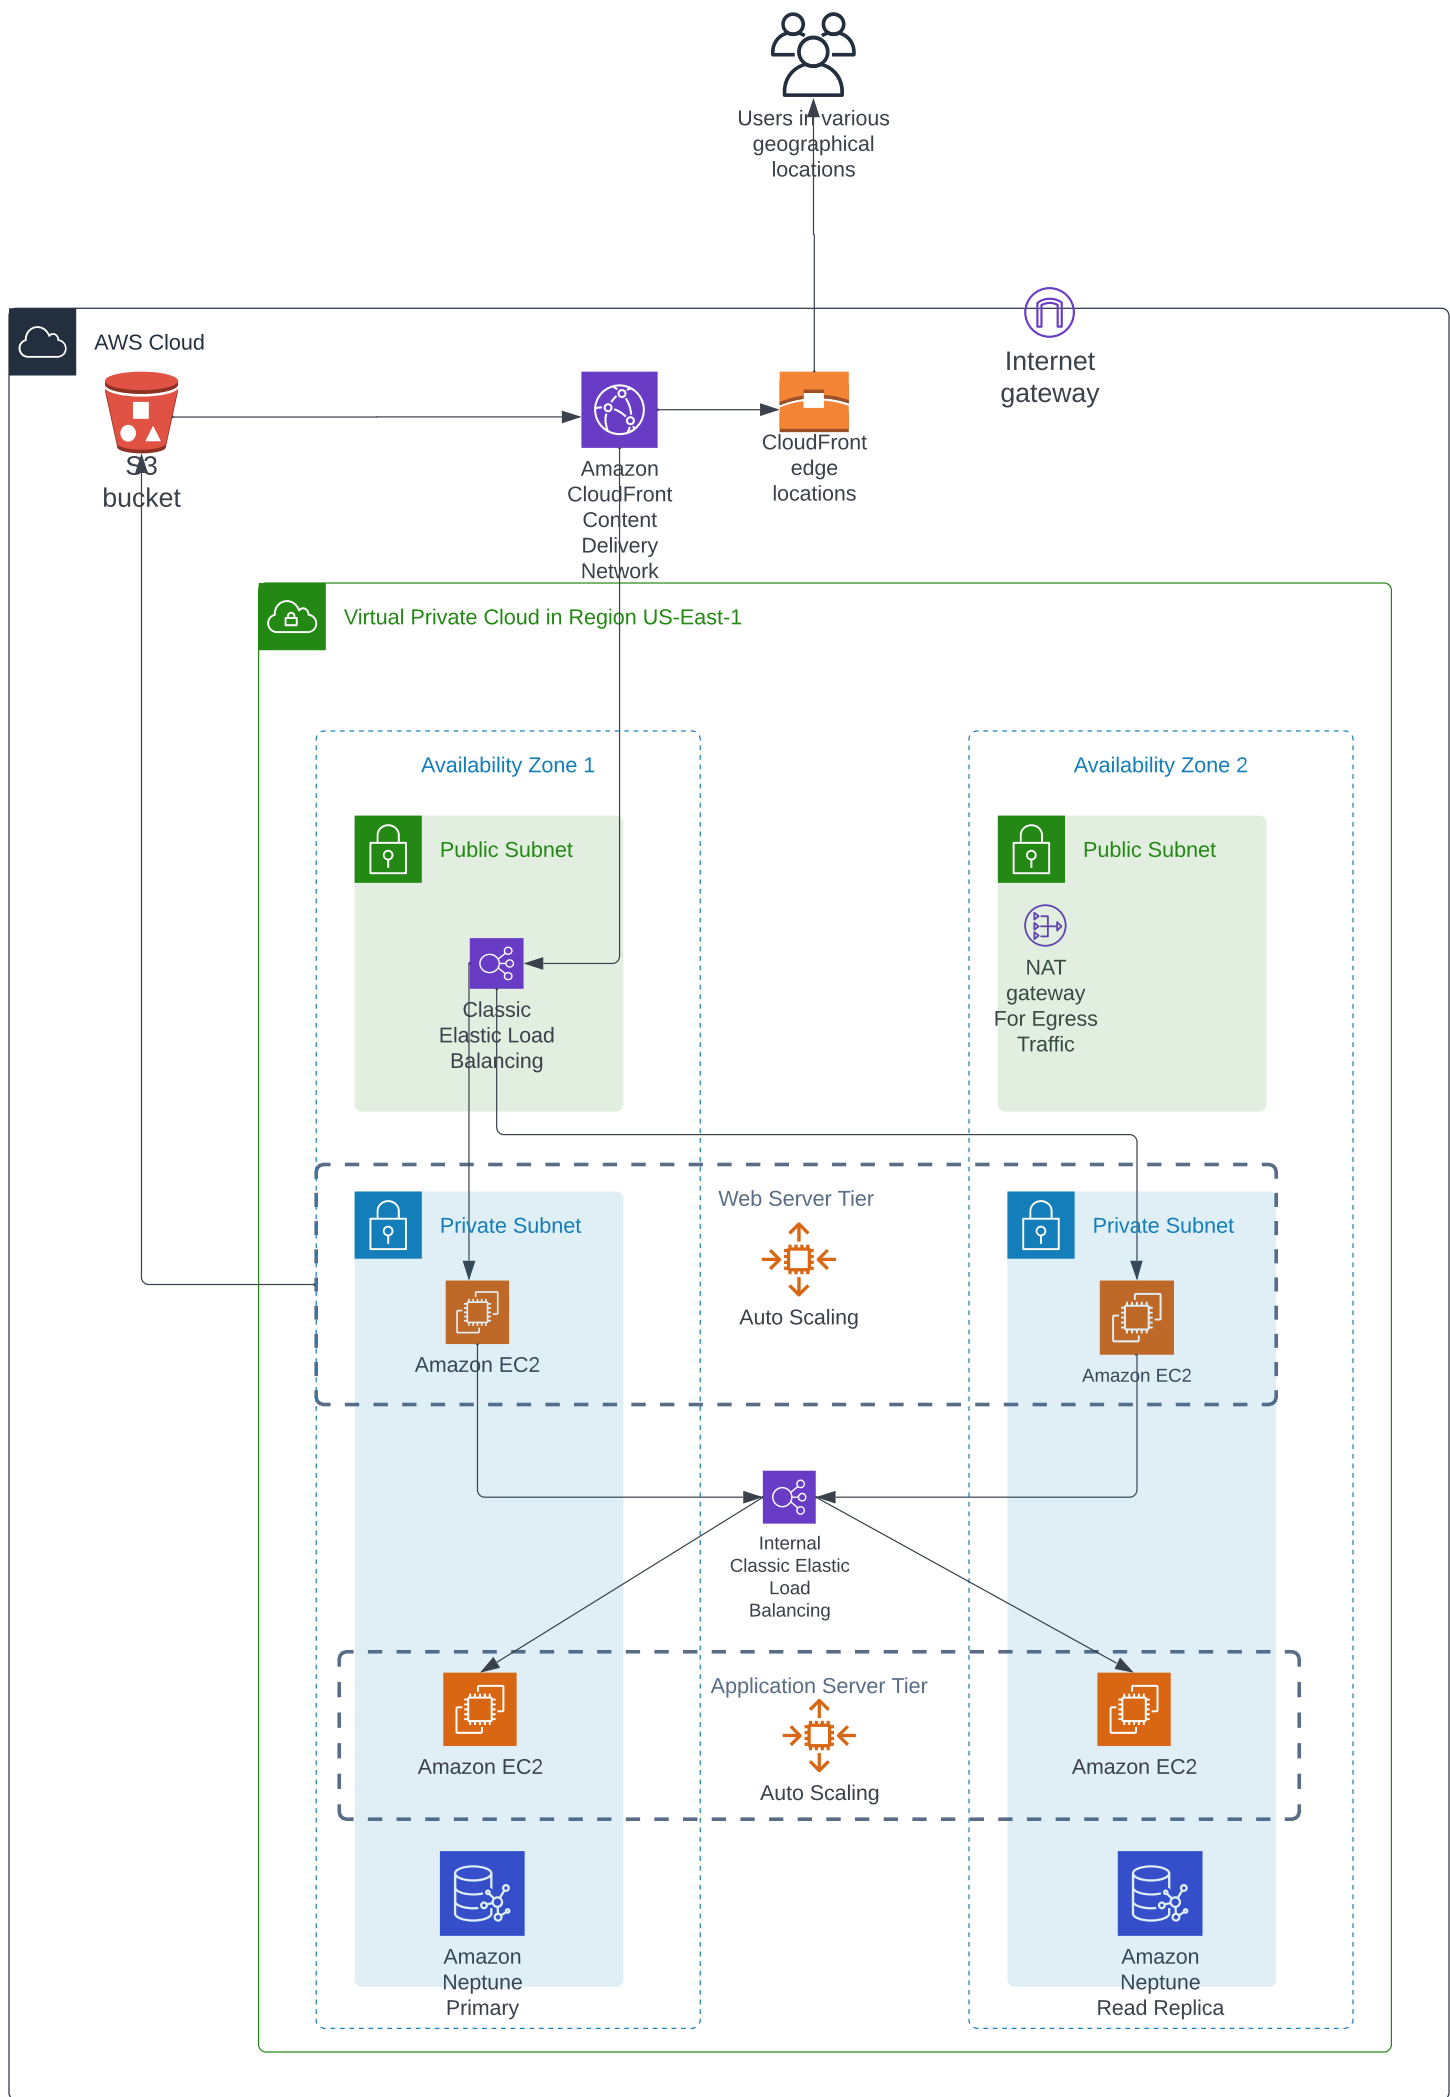 Users in various
geographical
locations
AWS Cloud
Internet
gateway
S3
bucket
Amazon
CloudFront
Content
Delivery
Network
CloudFront
edge
locations
Virtual Private Cloud in Region US-East-1
Availability Zone 1
Availability Zone 2
Public Subnet
Public Subnet
Classic
Elastic Load
Balancing
NAT
gateway
For Egress
Traffic
Web Server Tier
Private Subnet
Private Subnet
Auto Scaling
Amazon EC2
Amazon EC2
Internal
Classic Elastic
Load
Balancing
Application Server Tier
Amazon EC2
Amazon EC2
Auto Scaling
Amazon
Neptune
Primary
Amazon
Neptune
Read Replica